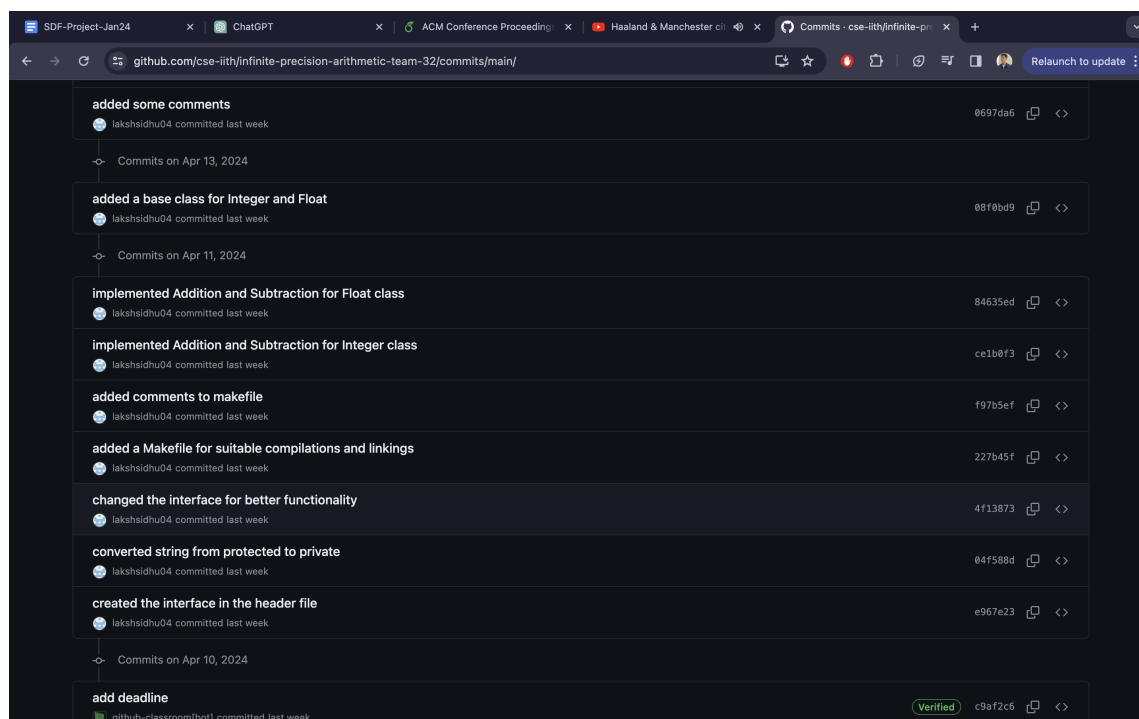 SDF-Project-Jan24
ChatGPT
ACM Conference Proceeding
Haaland & Manchester cit
Commits · cse-iith/infinite-pr
github.com/cse-iith/infinite-precision-arithmetic-team-32/commits/main/
Relaunch to update
added some comments
lakshsidhu04 committed last week
0697da6
Commits on Apr 13, 2024
added a base class for Integer and Float
lakshsidhu04 committed last week
08f0bd9
Commits on Apr 11, 2024
implemented Addition and Subtraction for Float class
lakshsidhu04 committed last week
84635ed
implemented Addition and Subtraction for Integer class
lakshsidhu04 committed last week
ce1b0f3
added comments to makefile
lakshsidhu04 committed last week
f97b5ef
added a Makefile for suitable compilations and linkings
lakshsidhu04 committed last week
227b45f
changed the interface for better functionality
lakshsidhu04 committed last week
4f13873
converted string from protected to private
lakshsidhu04 committed last week
04f588d
created the interface in the header file
lakshsidhu04 committed last week
e967e23
Commits on Apr 10, 2024
add deadline
github-classroom[bot] committed last week
Verified
c9af2c6